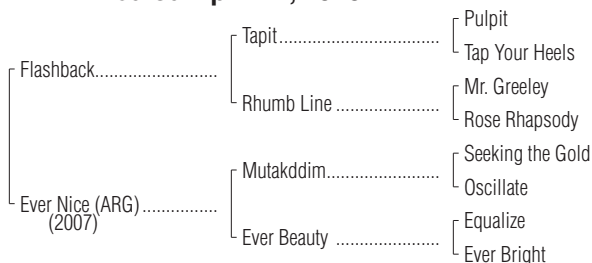 Pulpit
Tapit
Tap Your Heels
Flashback
Mr. Greeley
Rhumb Line
Rose Rhapsody
Seeking the Gold
Mutakddim
Oscillate
Ever Nice (ARG)
(2007)
Equalize
Ever Beauty
Ever Bright